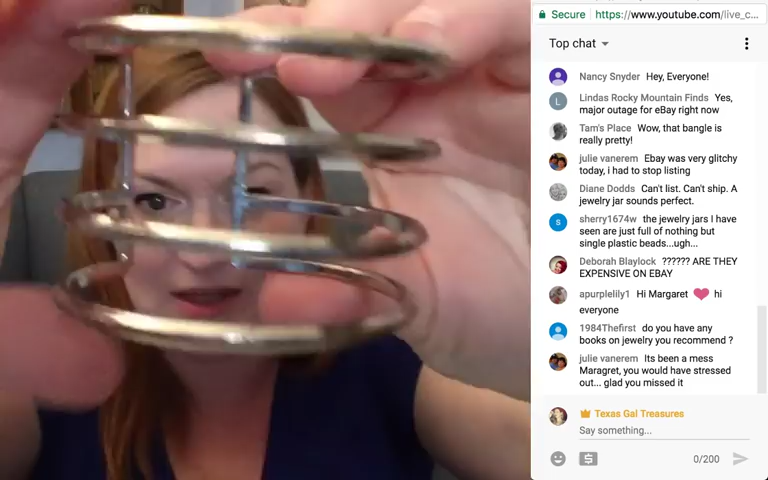 Secure https://www.youtube.com/live_c...
Top chat
Nancy Snyder Hey, Everyone!
Lindas Rocky Mountain Finds Yes,
major outage for eBay right now
Tam's Place Wow, that bangle is
really pretty!
julie vanerem Ebay was very glitchy
today, i had to stop listing
Diane Dodds Can't list. Can't ship. A
jewelry jar sounds perfect.
sherry1674w the jewelry jars I have
seen are just full of nothing but
single plastic beads...ugh...
Deborah Blaylock ?????? ARE THEY
EXPENSIVE ON EBAY
apurplelily1 Hi Margaret ❤ hi
everyone
1984Thefirst do you have any
books on jewelry you recommend ?
julie vanerem Its been a mess
Maragret, you would have stressed
out... glad you missed it
Texas Gal Treasures
Say something...
0/200
L
S